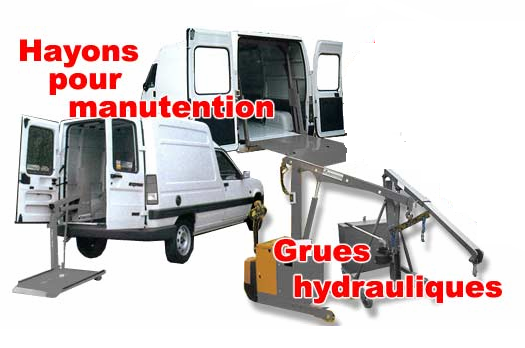 Hayons
pour
manutention
Grues
hydrauliques